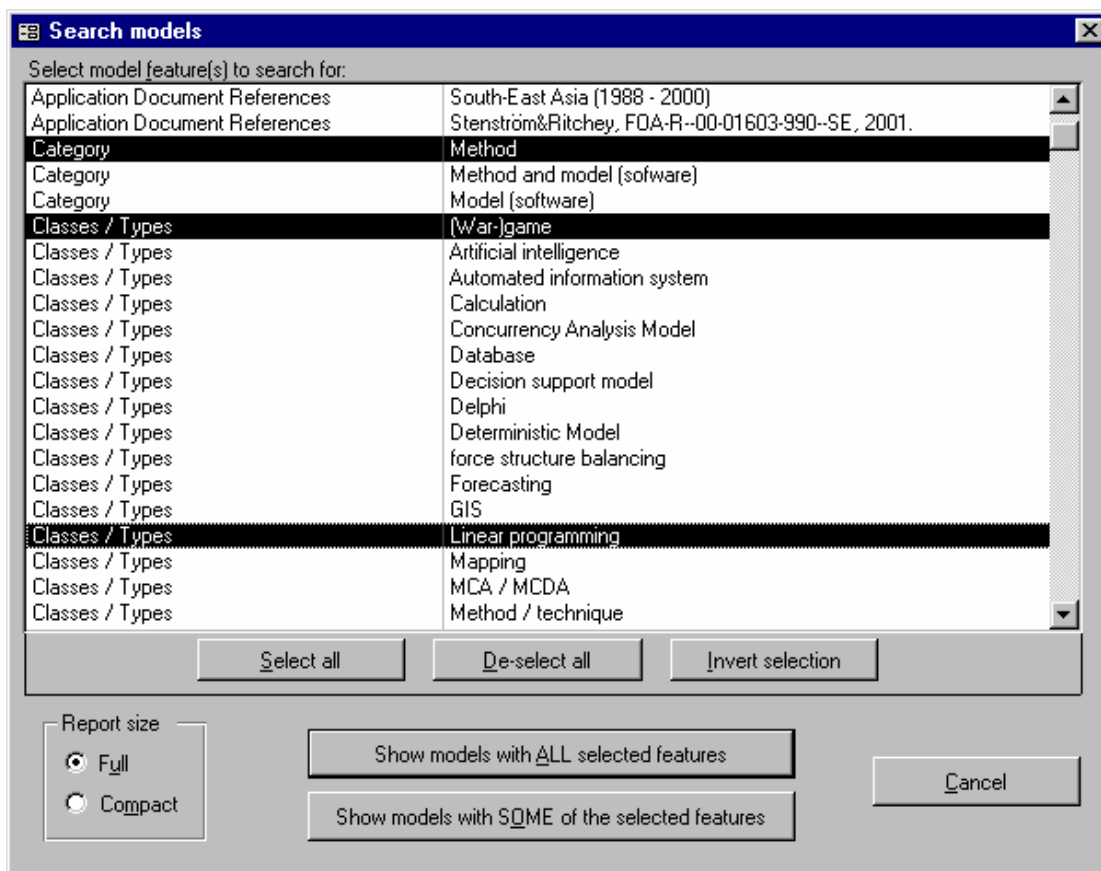 Search models
Select model feature(s) to search for:
Application Document References South-East Asia (1988 - 2000)
Application Document References Stenström&Ritchey, FOA-R--00-01603-990--SE, 2001.
Category Method
Category Method and model (sofware)
Category Model (software)
Classes / Types (War-)game
Classes / Types Artificial intelligence
Classes / Types Automated information system
Classes / Types Calculation
Classes / Types Concurrency Analysis Model
Classes / Types Database
Classes / Types Decision support model
Classes / Types Delphi
Classes / Types Deterministic Model
Classes / Types force structure balancing
Classes / Types Forecasting
Classes / Types GIS
Classes / Types Linear programming
Classes / Types Mapping
Classes / Types MCA / MCDA
Classes / Types Method / technique
Select all De-select all Invert selection
Report size
Full
Compact
Show models with ALL selected features
Show models with SOME of the selected features
Cancel